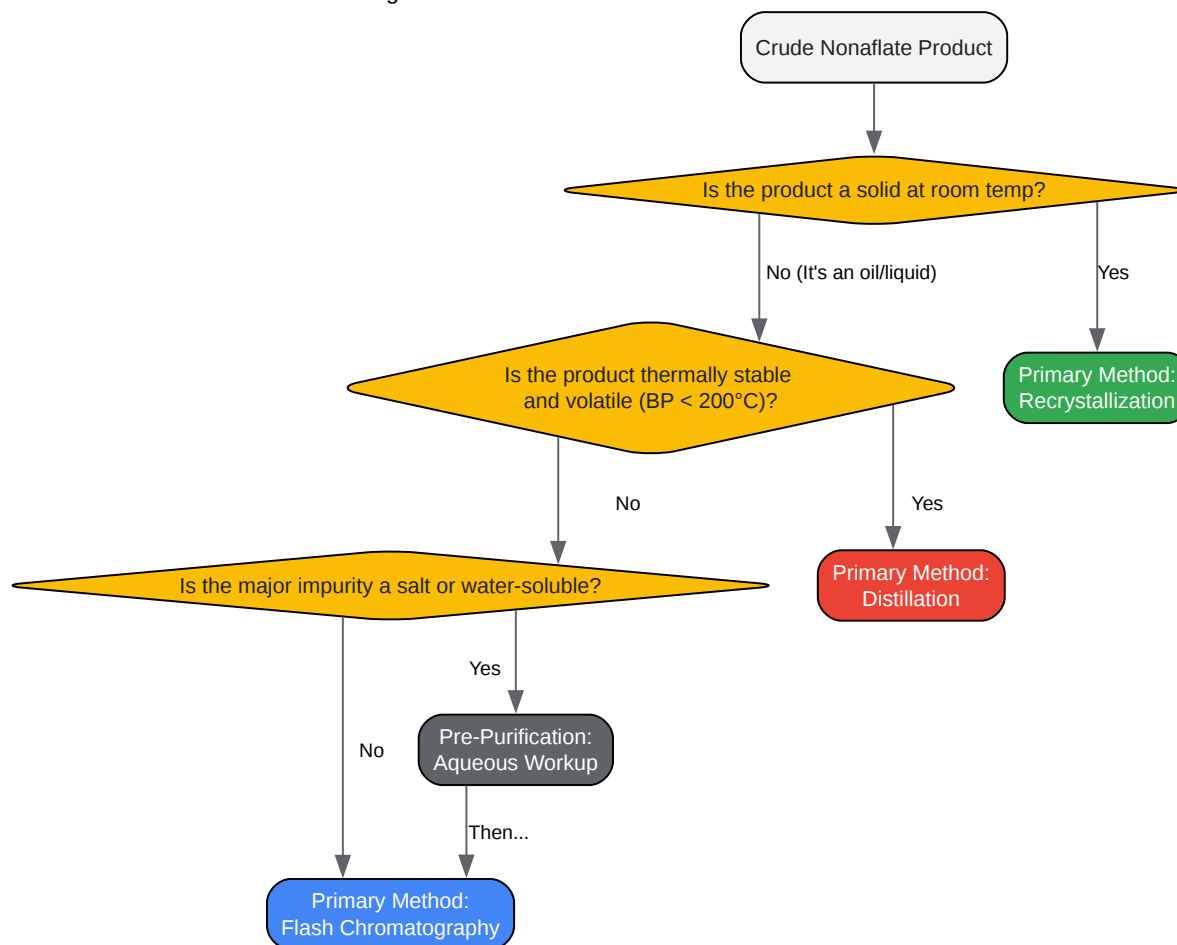 Crude Nonaflate Product
Is the product a solid at room temp?
No (It's an oil/liquid)
Yes
Is the product thermally stable
and volatile (BP < 200°C)?
Primary Method:
Recrystallization
No
Yes
Is the major impurity a salt or water-soluble?
Primary Method:
Distillation
Yes
No
Pre-Purification:
Aqueous Workup
Then...
Primary Method:
Flash Chromatography